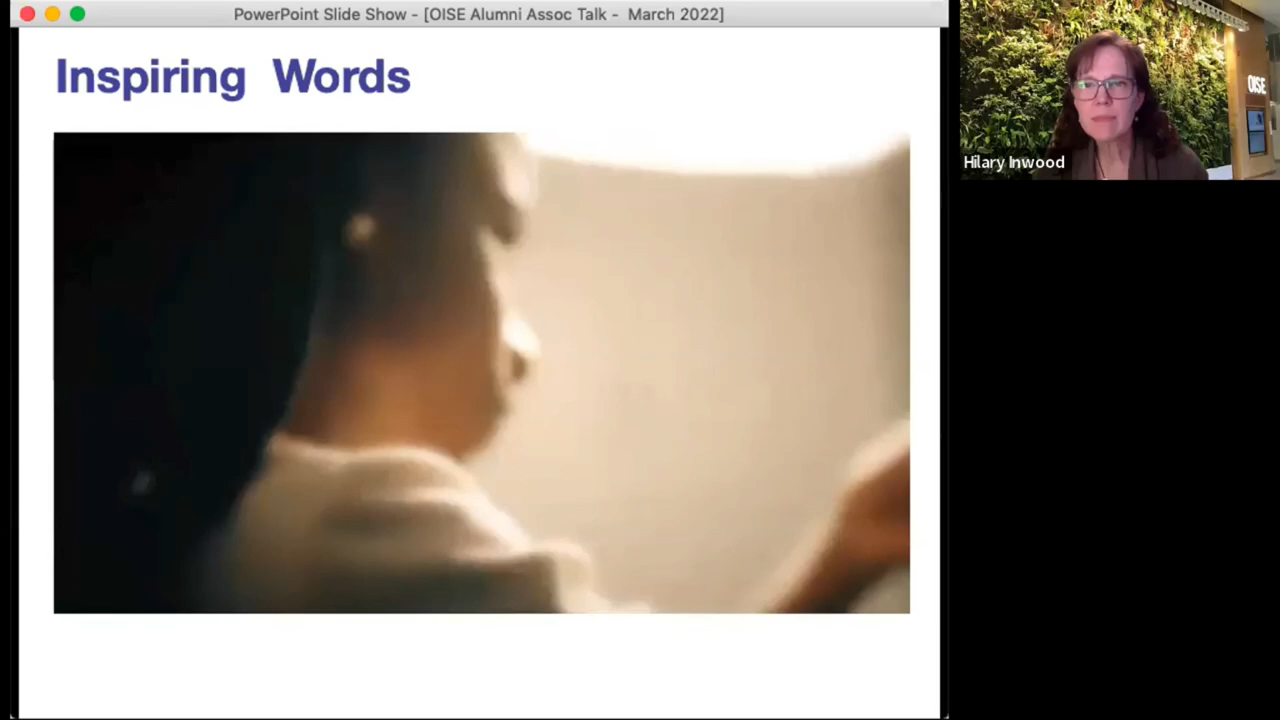 PowerPoint Slide Show - [OISE Alumni Assoc Talk - March 2022]
Inspiring Words
OISE
Hilary Inwood